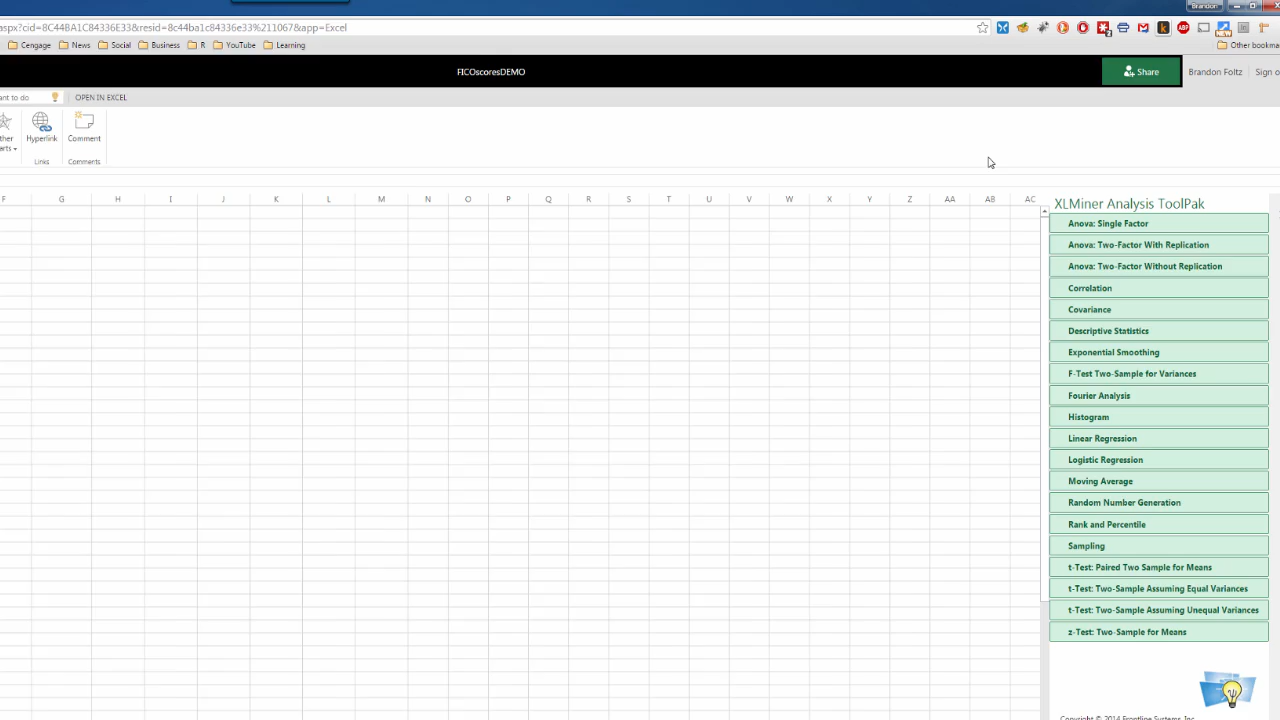 Brandon
aspx?cid=8C44BA1C84336E33&resid=8c44ba1c84336e33%211067&app=Excel
Cengage News Social Business R YouTube Learning Other bookma
FICOscoresDEMO Share Brandon Foltz Sign o
ant to do OPEN IN EXCEL
ther Hyperlink Comment
arts
Links Comments
F G H I J K L M N O P Q R S T U V W X Y Z AA AB AC
XLMiner Analysis ToolPak
Anova: Single Factor
Anova: Two-Factor With Replication
Anova: Two-Factor Without Replication
Correlation
Covariance
Descriptive Statistics
Exponential Smoothing
F-Test Two-Sample for Variances
Fourier Analysis
Histogram
Linear Regression
Logistic Regression
Moving Average
Random Number Generation
Rank and Percentile
Sampling
t-Test: Paired Two Sample for Means
t-Test: Two-Sample Assuming Equal Variances
t-Test: Two-Sample Assuming Unequal Variances
z-Test: Two-Sample for Means
Copyright © 2014 Frontline Systems, Inc.